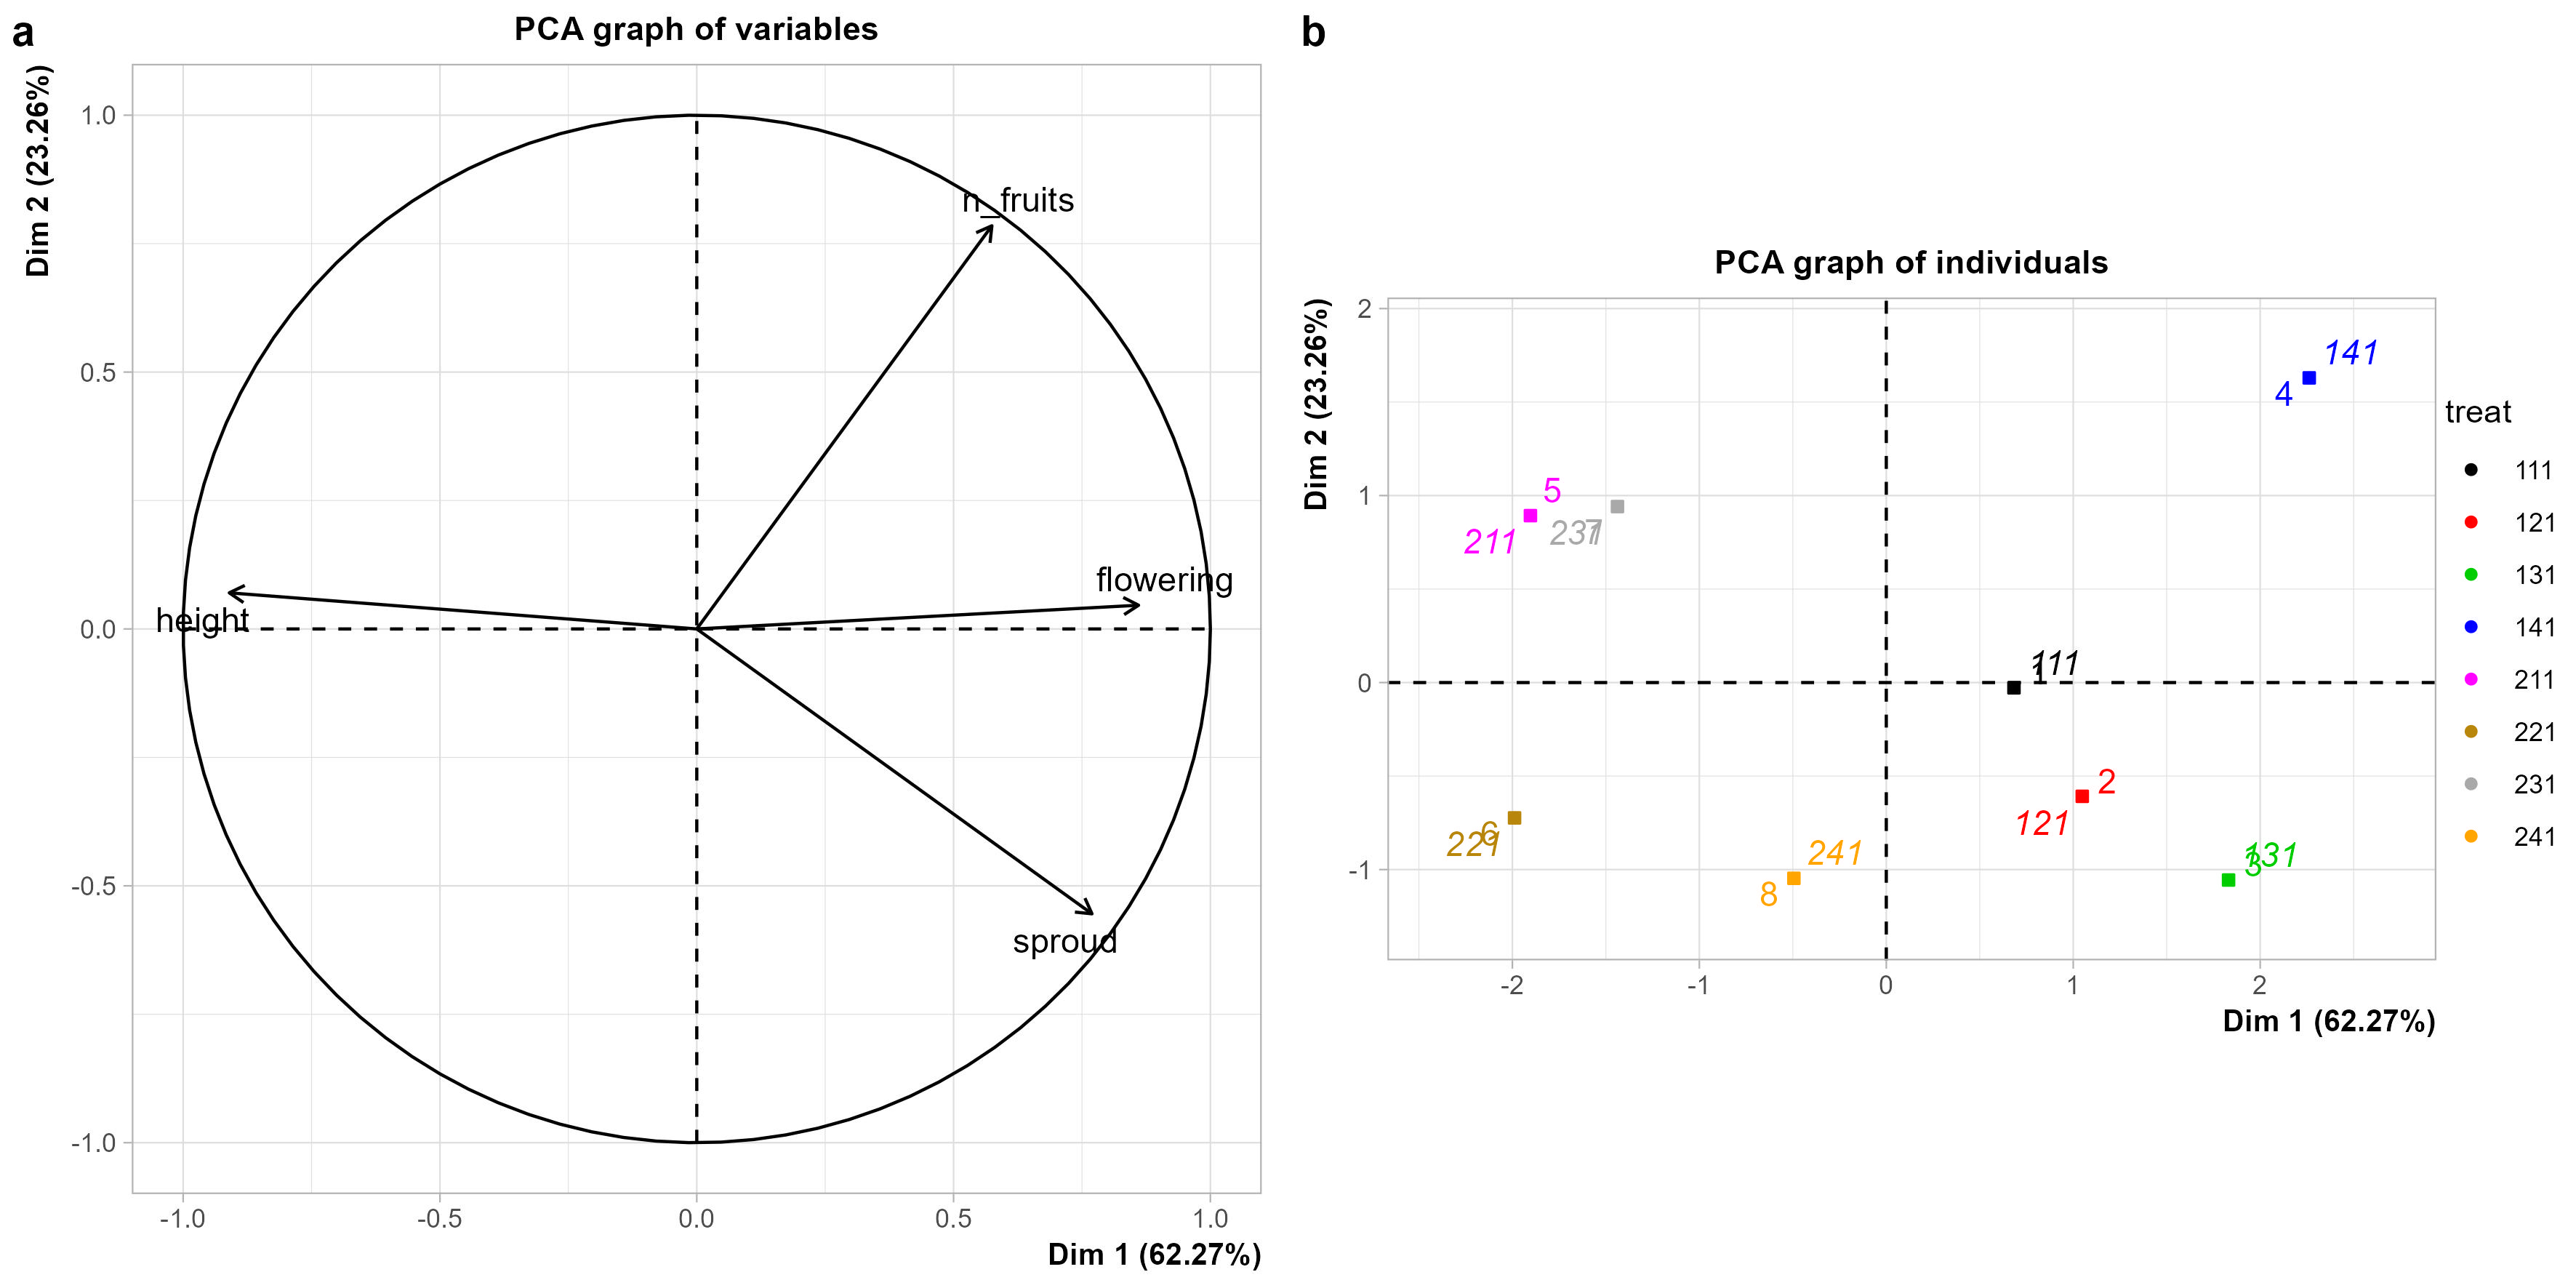 a
PCA graph of variables
Dim 2 (23.26%)
1.0
0.5
0.0
-0.5
-1.0
n_fruits
flowering
height
sproud
-1.0 -0.5 0.0 0.5 1.0
Dim 1 (62.27%)
b
PCA graph of individuals
Dim 2 (23.26%)
2
1
0
-1
141
4
5
211
231
7
111
1
2
121
131
3
6
221
241
8
-2 -1 0 1 2
Dim 1 (62.27%)
treat
111
121
131
141
211
221
231
241